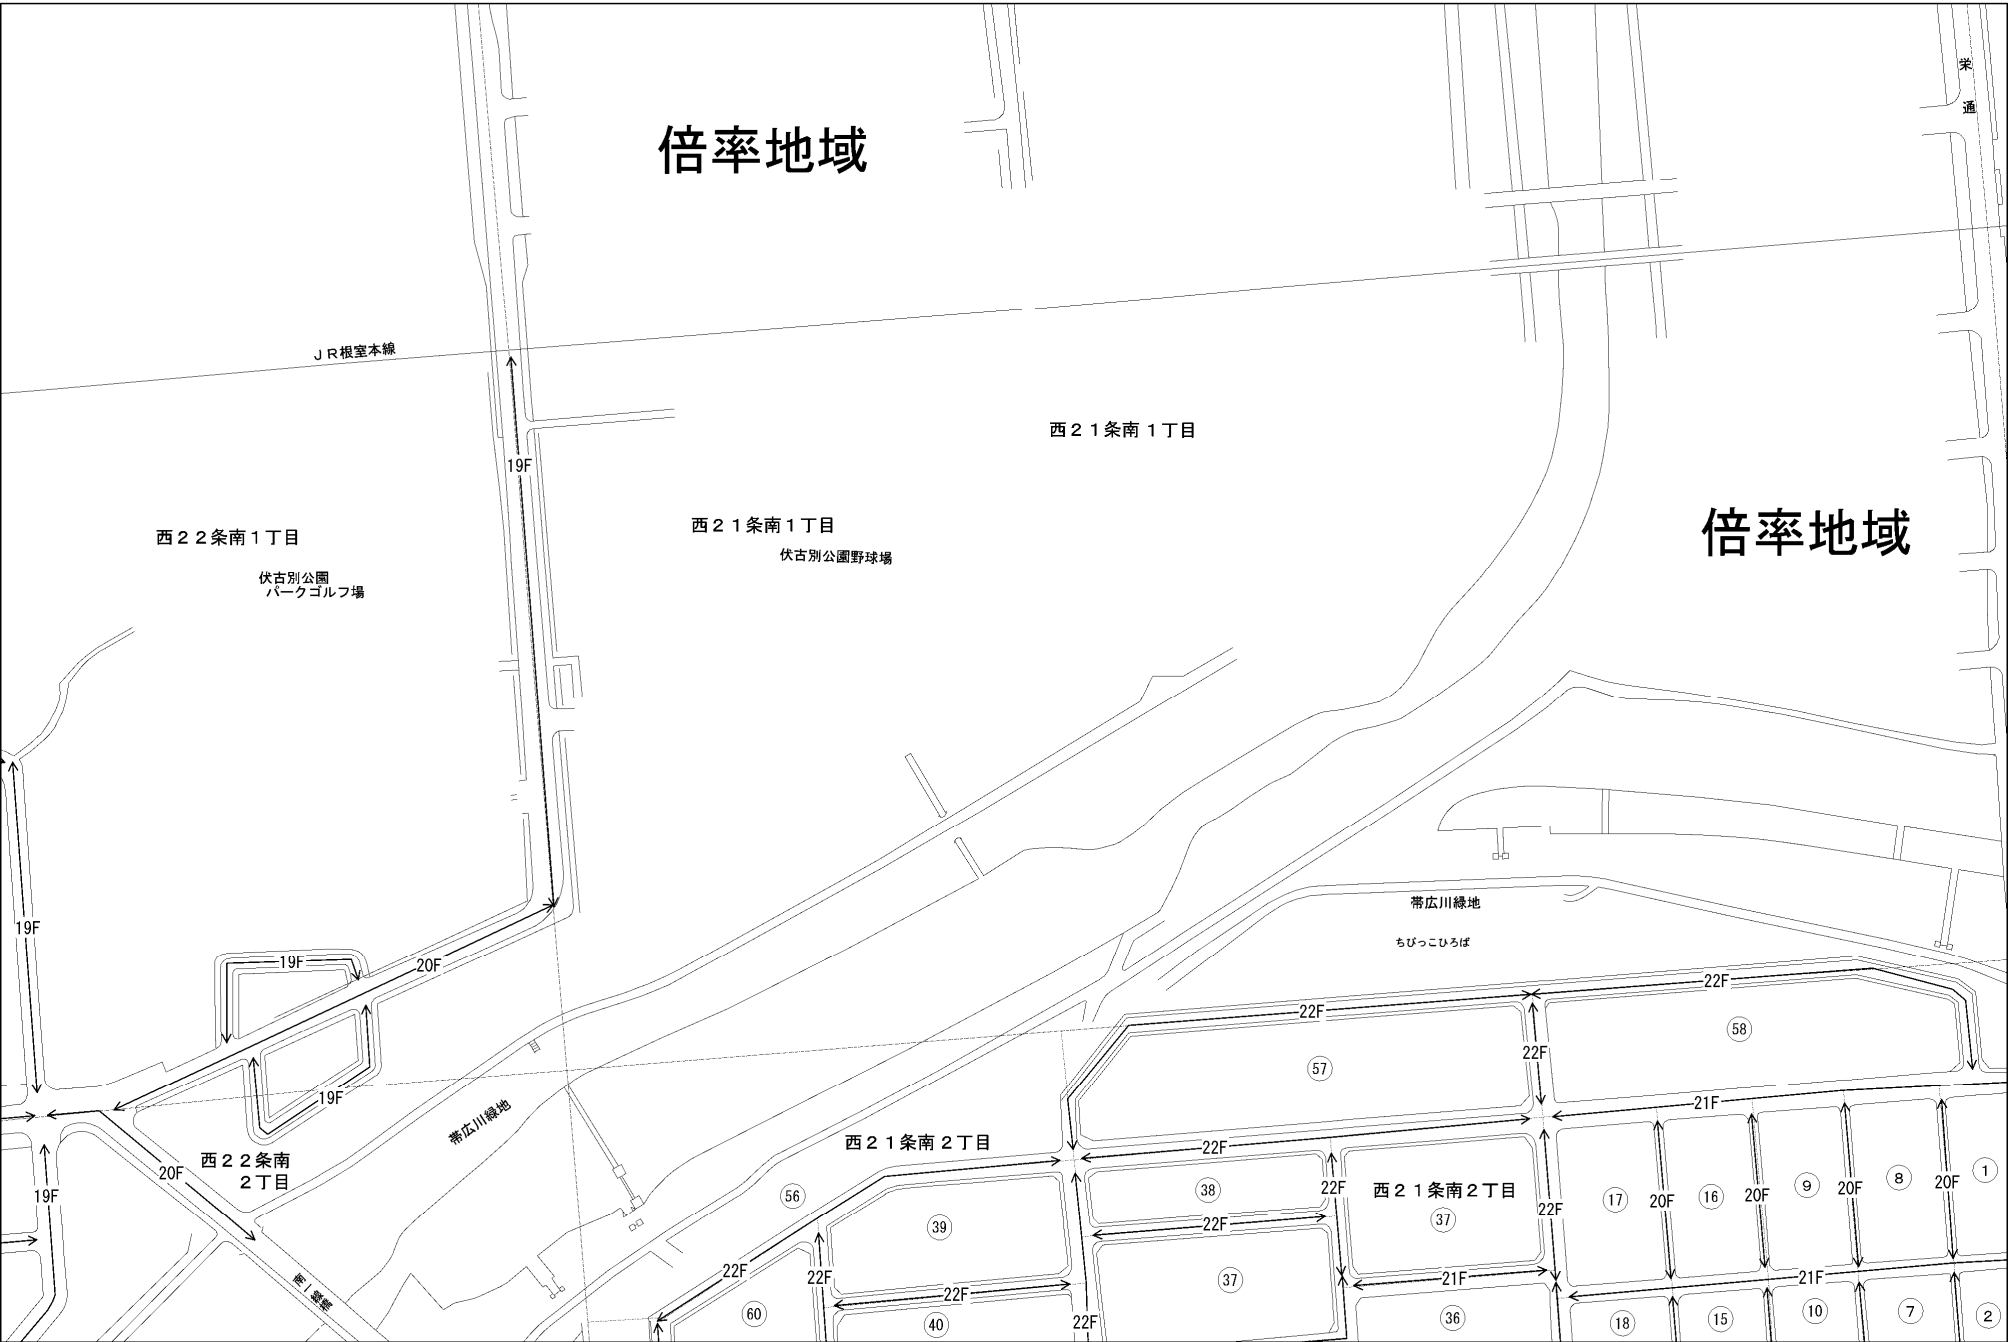 栄
通
倍率地域
ＪＲ根室本線
西２１条南１丁目
19F
倍率地域
西２２条南１丁目
西２１条南１丁目
伏古別公園野球場
伏古別公園
パークゴルフ場
帯広川緑地
19F
ちびっこひろば
19F
20F
22F
22F
58
22F
57
19F
21F
帯広川緑地
西２１条南２丁目
22F
西２２条南
２丁目
20F
19F
56
38
22F
西２１条南２丁目
37
22F
17
20F
16
20F
9
20F
8
20F
1
39
22F
22F
22F
37
21F
21F
南一線橋
22F
60
40
22F
36
18
15
10
7
2